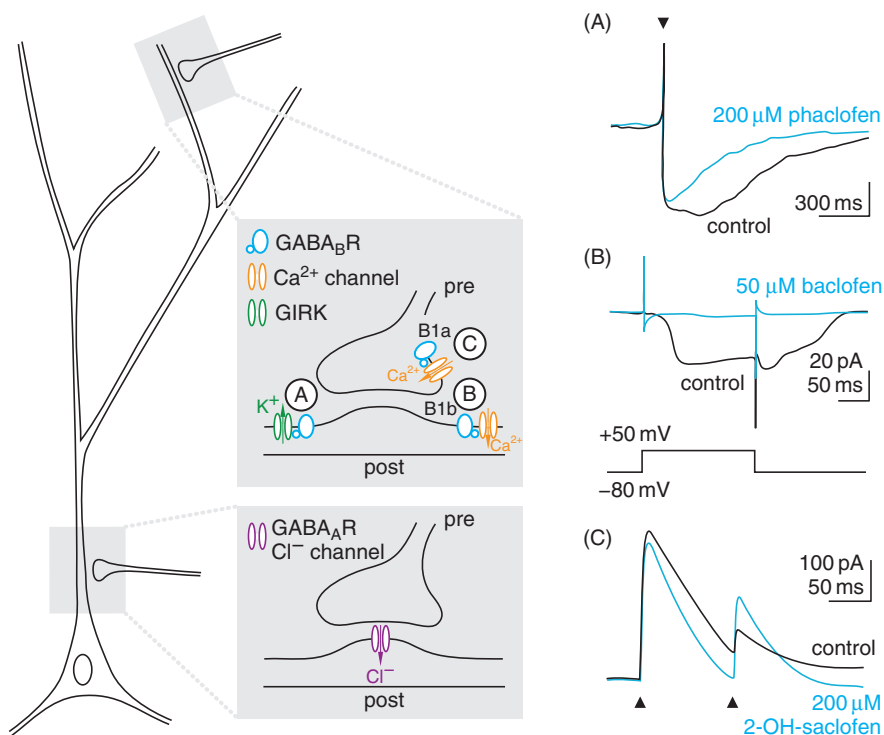 GABA_BR
Ca²⁺ channel
GIRK
pre
B1a
C
Ca²⁺
A
B
K⁺
B1b
Ca²⁺
post
GABA_AR
Cl⁻ channel
pre
Cl⁻
post
(A)
200 µM phaclofen
300 ms
control
(B)
50 µM baclofen
control
20 pA
50 ms
+50 mV
−80 mV
(C)
100 pA
50 ms
control
200 µM
2-OH-saclofen